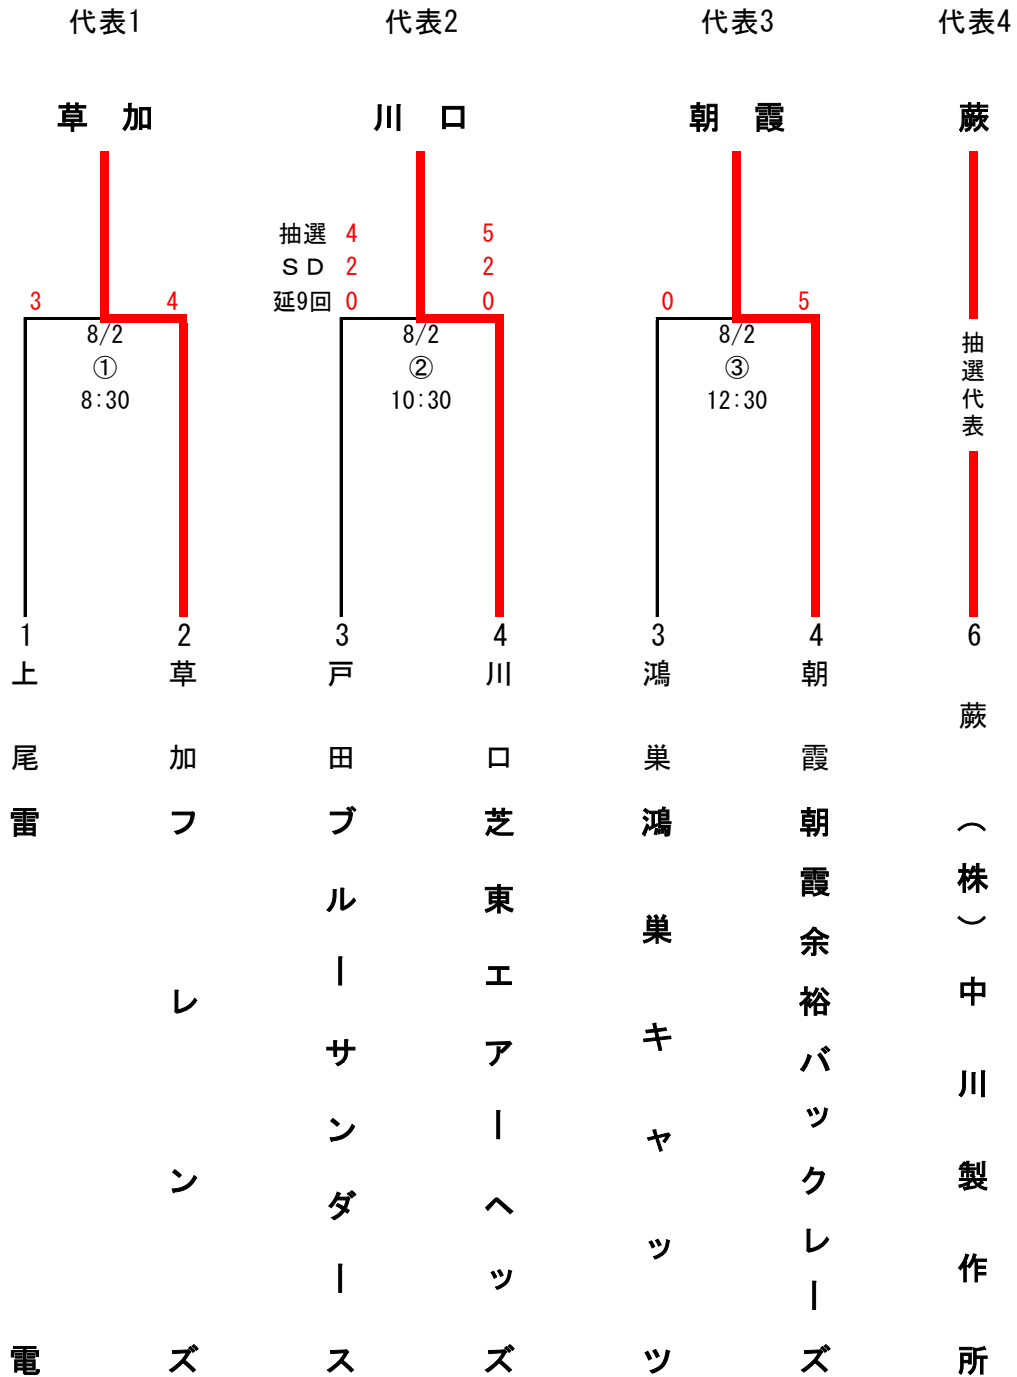 代表1 代表2 代表3 代表4
草 加 川 口 朝 霞 蕨
抽選 4 5
ＳＤ 2 2
延9回 0 0
3 4
0 5
8/2 8/2 8/2
① ② ③
8:30 10:30 12:30
抽選代表
1 2 3 4 3 4 6
上尾
雷電
草加
フレンズ
戸田
ブルーサンダース
川口
芝東エアーヘッズ
鴻巣
鴻巣キャッツ
朝霞
朝霞余裕バックレーズ
蕨
（株）中川製作所